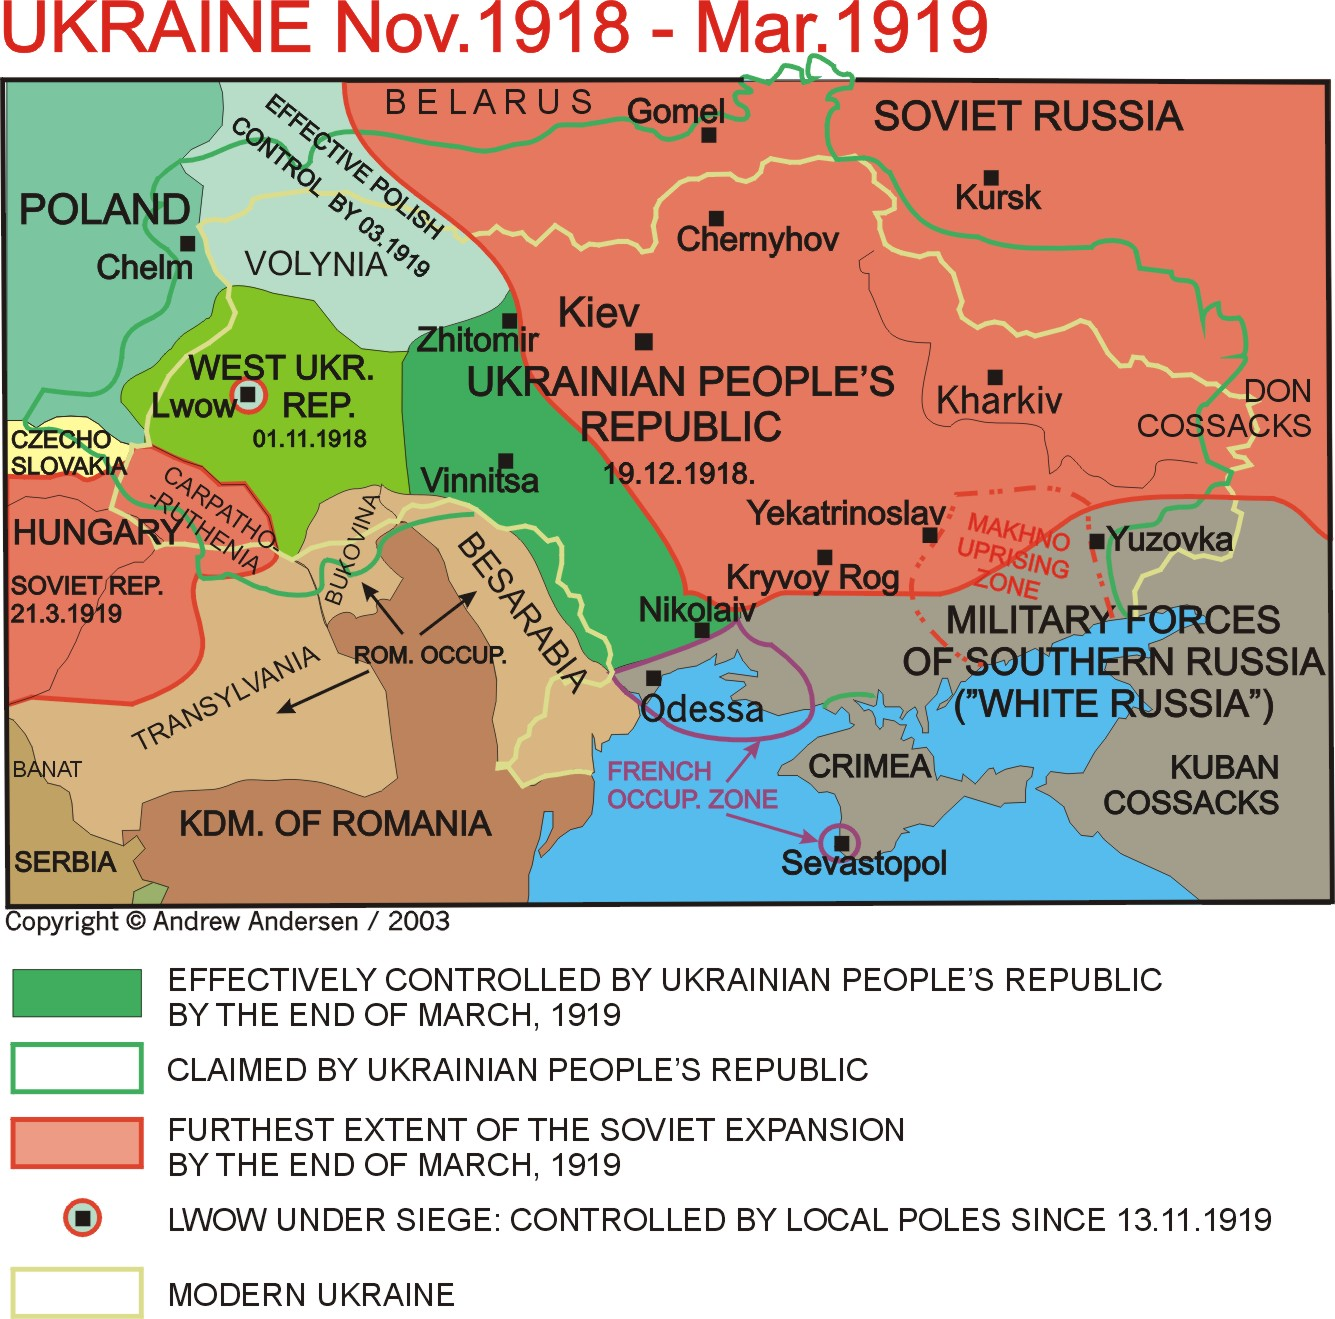 UKRAINE Nov.1918 - Mar.1919
BELARUS
Gomel
SOVIET RUSSIA
EFFECTIVE POLISH
CONTROL BY 03.1919
Kursk
POLAND
Chernyhov
Chelm
VOLYNIA
Kiev
Zhitomir
WEST UKR.
REP.
01.11.1918
Lwow
UKRAINIAN PEOPLE'S
REPUBLIC
19.12.1918.
Kharkiv
DON
COSSACKS
CZECHO
SLOVAKIA
CARPATHO-
-RUTHENIA
Vinnitsa
HUNGARY
SOVIET REP.
21.3.1919
BUKOVINA
BESARABIA
Yekatrinoslav
MAKHNO
UPRISING
ZONE
Yuzovka
Kryvoy Rog
Nikolaiv
MILITARY FORCES
OF SOUTHERN RUSSIA
("WHITE RUSSIA")
ROM. OCCUP.
TRANSYLVANIA
Odessa
BANAT
FRENCH
OCCUP. ZONE
CRIMEA
KUBAN
COSSACKS
KDM. OF ROMANIA
SERBIA
Sevastopol
Copyright © Andrew Andersen / 2003
EFFECTIVELY CONTROLLED BY UKRAINIAN PEOPLE'S REPUBLIC
BY THE END OF MARCH, 1919
CLAIMED BY UKRAINIAN PEOPLE'S REPUBLIC
FURTHEST EXTENT OF THE SOVIET EXPANSION
BY THE END OF MARCH, 1919
LWOW UNDER SIEGE: CONTROLLED BY LOCAL POLES SINCE 13.11.1919
MODERN UKRAINE